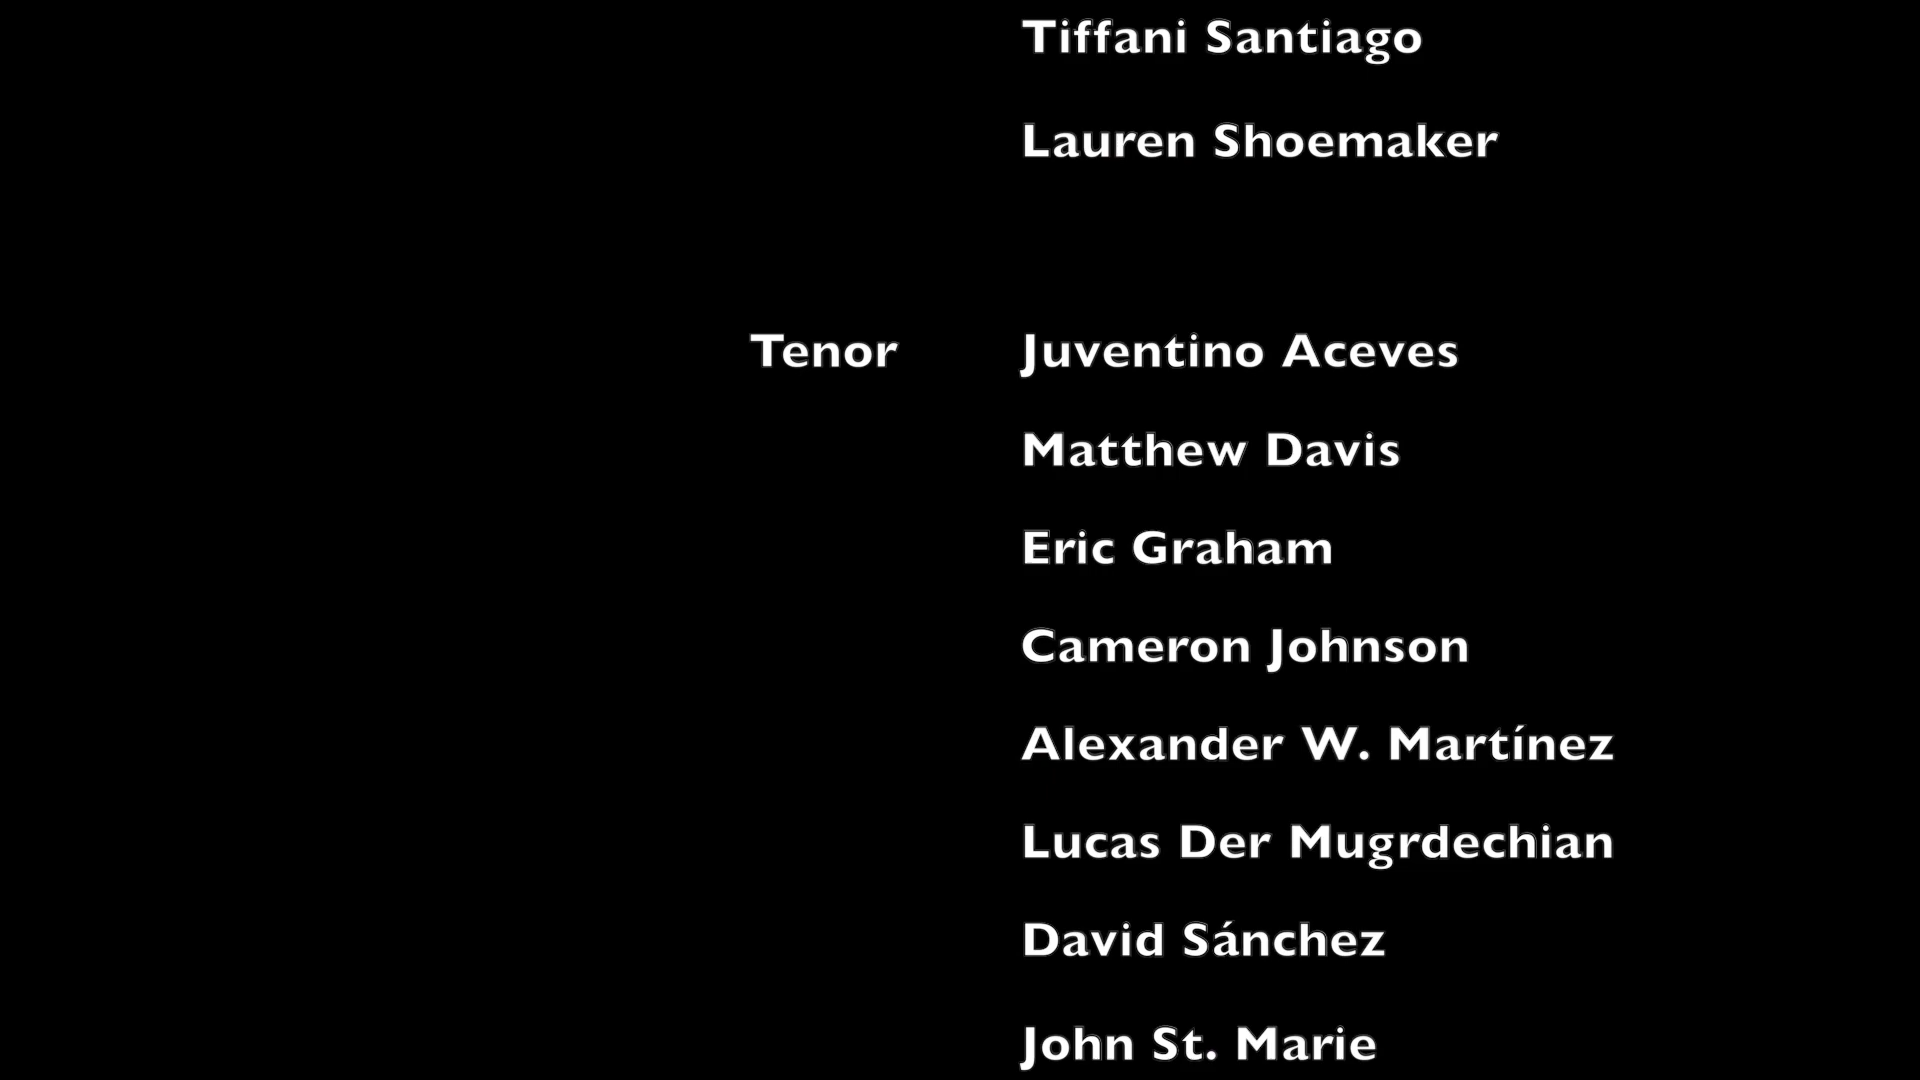 Tiffani Santiago
Lauren Shoemaker
Tenor Juventino Aceves
Matthew Davis
Eric Graham
Cameron Johnson
Alexander W. Martínez
Lucas Der Mugrdechian
David Sánchez
John St. Marie